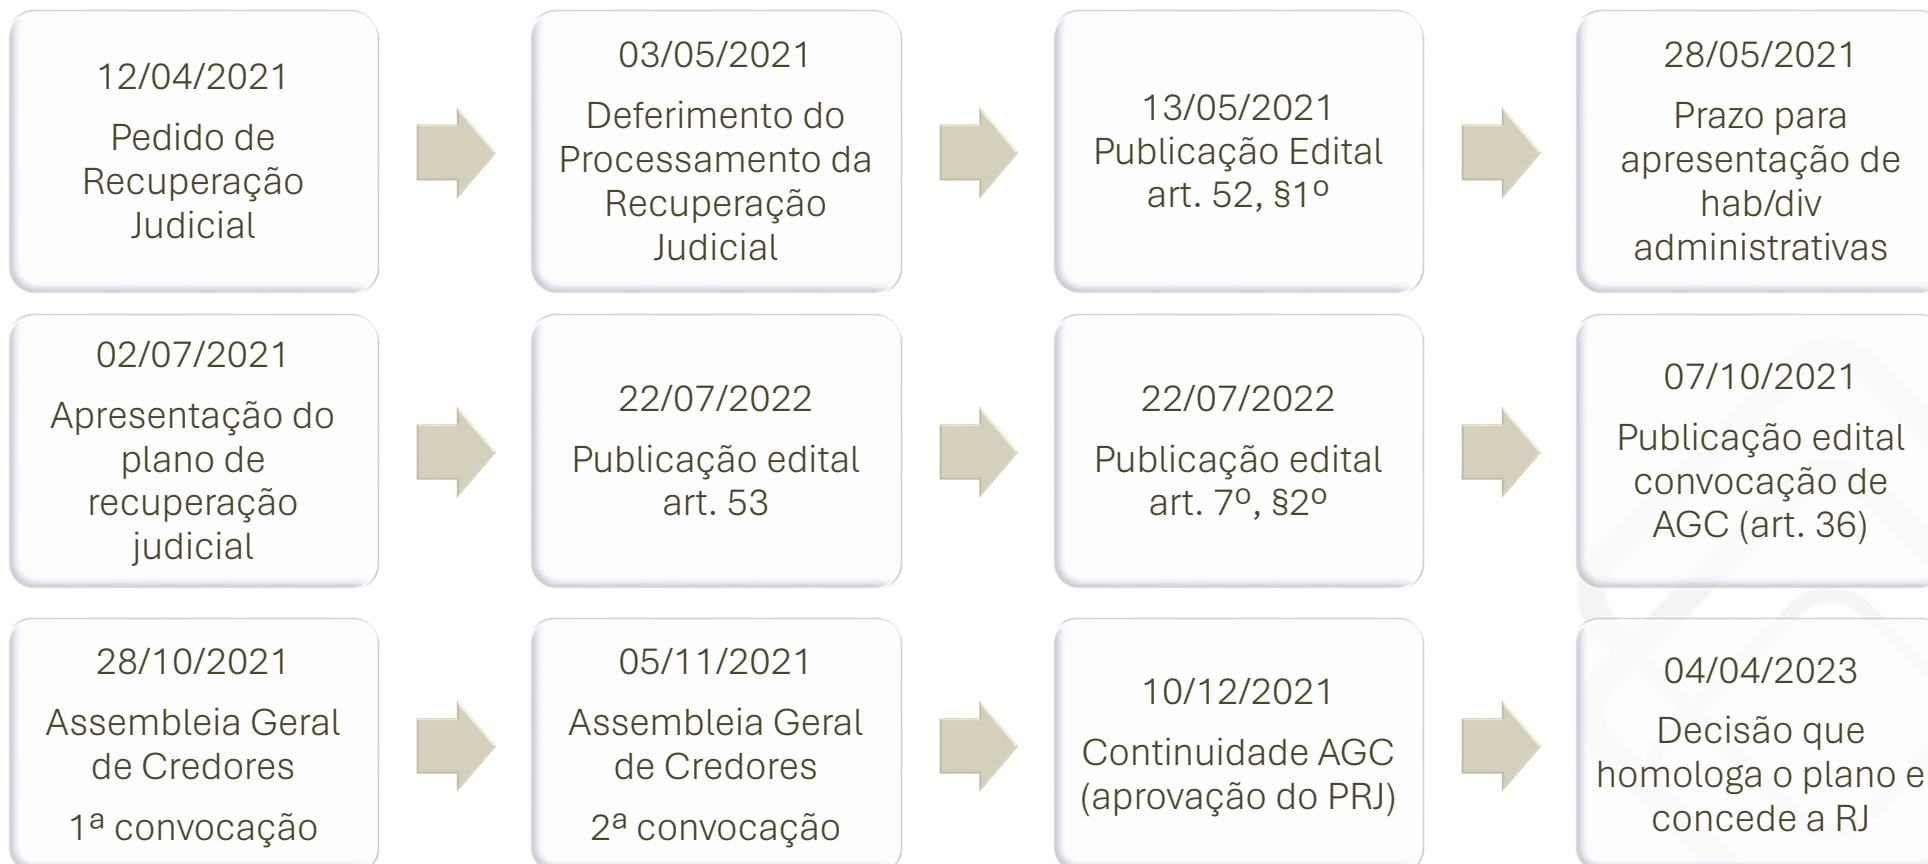 12/04/2021
Pedido de
Recuperação
Judicial
03/05/2021
Deferimento do
Processamento da
Recuperação
Judicial
13/05/2021
Publicação Edital
art. 52, §1º
28/05/2021
Prazo para
apresentação de
hab/div
administrativas
02/07/2021
Apresentação do
plano de
recuperação
judicial
22/07/2022
Publicação edital
art. 53
22/07/2022
Publicação edital
art. 7º, §2º
07/10/2021
Publicação edital
convocação de
AGC (art. 36)
28/10/2021
Assembleia Geral
de Credores
1ª convocação
05/11/2021
Assembleia Geral
de Credores
2ª convocação
10/12/2021
Continuidade AGC
(aprovação do PRJ)
04/04/2023
Decisão que
homologa o plano e
concede a RJ